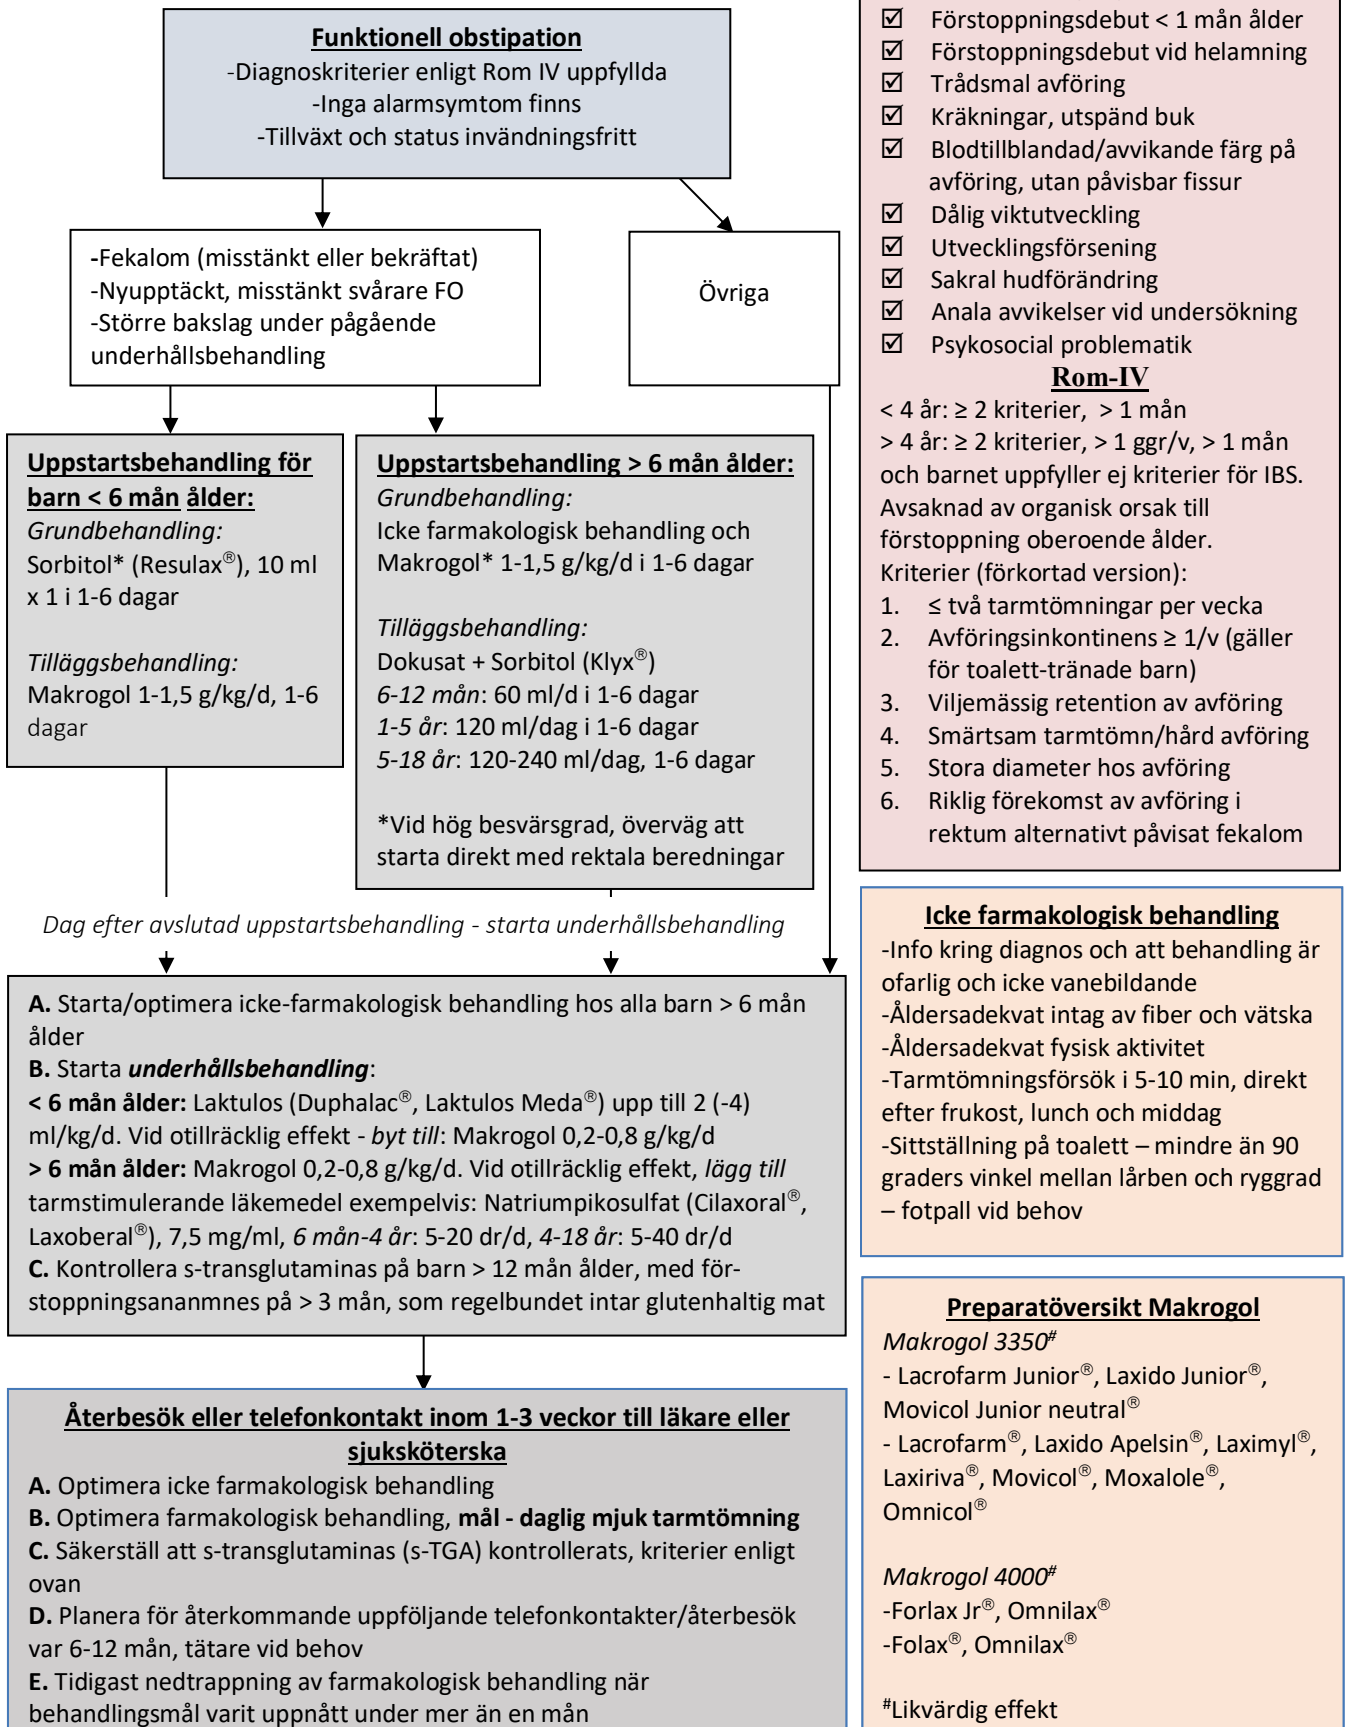 Funktionell obstipation
-Diagnoskriterier enligt Rom IV uppfyllda
-Inga alarmsymtom finns
-Tillväxt och status invändningsfritt
-Fekalom (misstänkt eller bekräftat)
-Nyupptäckt, misstänkt svårare FO
-Större bakslag under pågående
underhållsbehandling
Övriga
Uppstartsbehandling för
barn < 6 mån ålder:
Grundbehandling:
Sorbitol* (Resulax®), 10 ml
x 1 i 1-6 dagar
Tilläggsbehandling:
Makrogol 1-1,5 g/kg/d, 1-6
dagar
Uppstartsbehandling > 6 mån ålder:
Grundbehandling:
Icke farmakologisk behandling och
Makrogol* 1-1,5 g/kg/d i 1-6 dagar
Tilläggsbehandling:
Dokusat + Sorbitol (Klyx®)
6-12 mån: 60 ml/d i 1-6 dagar
1-5 år: 120 ml/dag i 1-6 dagar
5-18 år: 120-240 ml/dag, 1-6 dagar
*Vid hög besvärsgrad, överväg att
starta direkt med rektala beredningar
Dag efter avslutad uppstartsbehandling - starta underhållsbehandling
A. Starta/optimera icke-farmakologisk behandling hos alla barn > 6 mån
ålder
B. Starta underhållsbehandling:
< 6 mån ålder: Laktulos (Duphalac®, Laktulos Meda®) upp till 2 (-4)
ml/kg/d. Vid otillräcklig effekt - byt till: Makrogol 0,2-0,8 g/kg/d
> 6 mån ålder: Makrogol 0,2-0,8 g/kg/d. Vid otillräcklig effekt, lägg till
tarmstimulerande läkemedel exempelvis: Natriumpikosulfat (Cilaxoral®,
Laxoberal®), 7,5 mg/ml, 6 mån-4 år: 5-20 dr/d, 4-18 år: 5-40 dr/d
C. Kontrollera s-transglutaminas på barn > 12 mån ålder, med för-
stoppningsananmnes på > 3 mån, som regelbundet intar glutenhaltig mat
Återbesök eller telefonkontakt inom 1-3 veckor till läkare eller
sjuksköterska
A. Optimera icke farmakologisk behandling
B. Optimera farmakologisk behandling, mål - daglig mjuk tarmtömning
C. Säkerställ att s-transglutaminas (s-TGA) kontrollerats, kriterier enligt
ovan
D. Planera för återkommande uppföljande telefonkontakter/återbesök
var 6-12 mån, tätare vid behov
E. Tidigast nedtrappning av farmakologisk behandling när
behandlingsmål varit uppnått under mer än en mån
☑ Förstoppningsdebut < 1 mån ålder
☑ Förstoppningsdebut vid helamning
☑ Trådsmal avföring
☑ Kräkningar, utspänd buk
☑ Blodtillblandad/avvikande färg på
avföring, utan påvisbar fissur
☑ Dålig viktutveckling
☑ Utvecklingsförsening
☑ Sakral hudförändring
☑ Anala avvikelser vid undersökning
☑ Psykosocial problematik
Rom-IV
< 4 år: ≥ 2 kriterier, > 1 mån
> 4 år: ≥ 2 kriterier, > 1 ggr/v, > 1 mån
och barnet uppfyller ej kriterier för IBS.
Avsaknad av organisk orsak till
förstoppning oberoende ålder.
Kriterier (förkortad version):
1. ≤ två tarmtömningar per vecka
2. Avföringsinkontinens ≥ 1/v (gäller
för toalett-tränade barn)
3. Viljemässig retention av avföring
4. Smärtsam tarmtömn/hård avföring
5. Stora diameter hos avföring
6. Riklig förekomst av avföring i
rektum alternativt påvisat fekalom
Icke farmakologisk behandling
-Info kring diagnos och att behandling är
ofarlig och icke vanebildande
-Åldersadekvat intag av fiber och vätska
-Åldersadekvat fysisk aktivitet
-Tarmtömningsförsök i 5-10 min, direkt
efter frukost, lunch och middag
-Sittställning på toalett – mindre än 90
graders vinkel mellan lårben och ryggrad
– fotpall vid behov
Preparatöversikt Makrogol
Makrogol 3350#
- Lacrofarm Junior®, Laxido Junior®,
Movicol Junior neutral®
- Lacrofarm®, Laxido Apelsin®, Laximyl®,
Laxiriva®, Movicol®, Moxalole®,
Omnicol®
Makrogol 4000#
-Forlax Jr®, Omnilax®
-Folax®, Omnilax®
#Likvärdig effekt